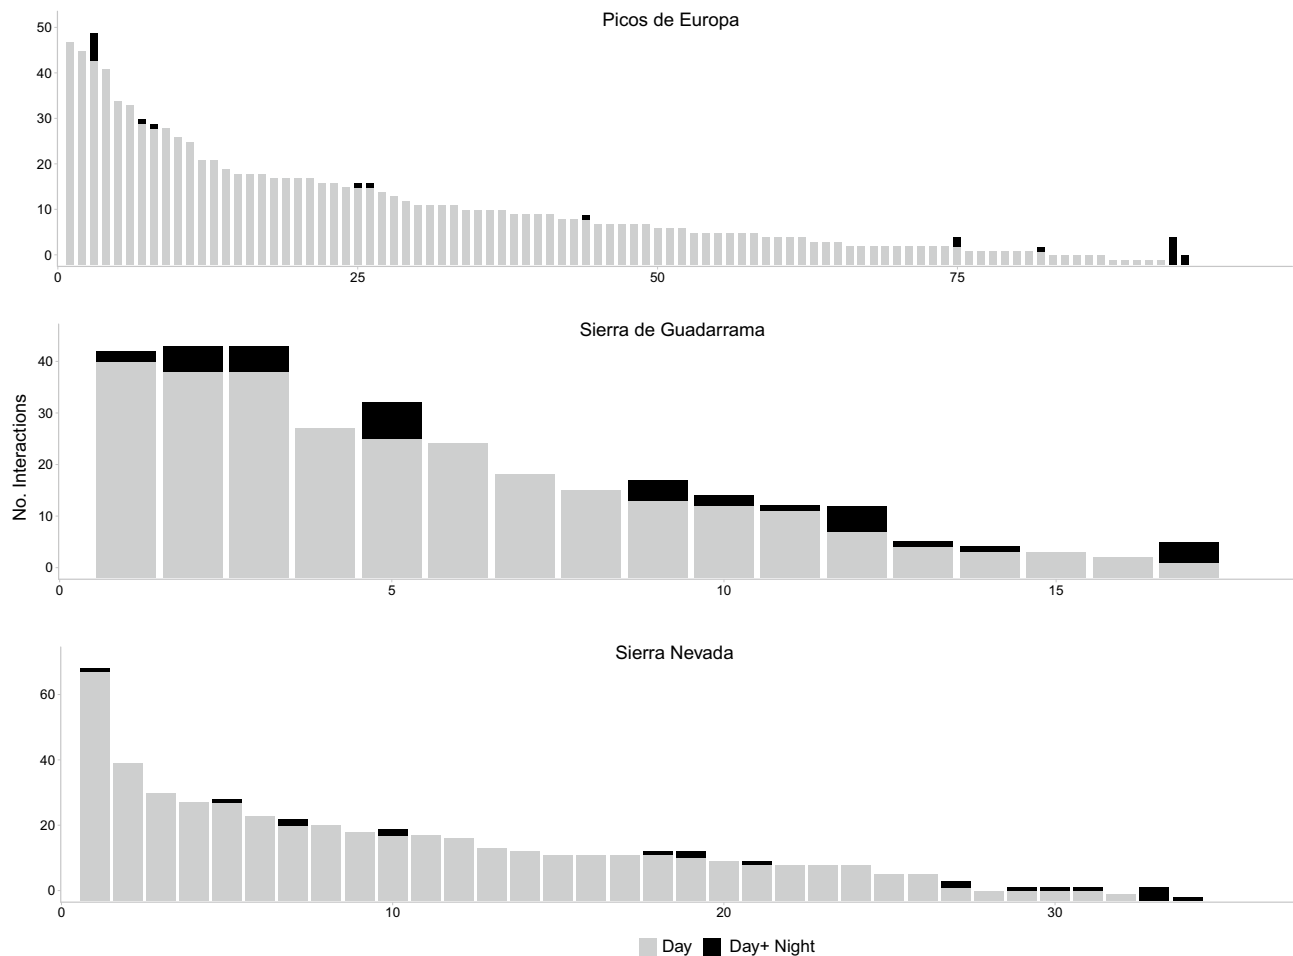 Picos de Europa
50
40
30
20
10
0
0 25 50 75
Sierra de Guadarrama
No. Interactions
40
30
20
10
0
0 5 10 15
Sierra Nevada
60
40
20
0
0 10 20 30
Day Day+ Night